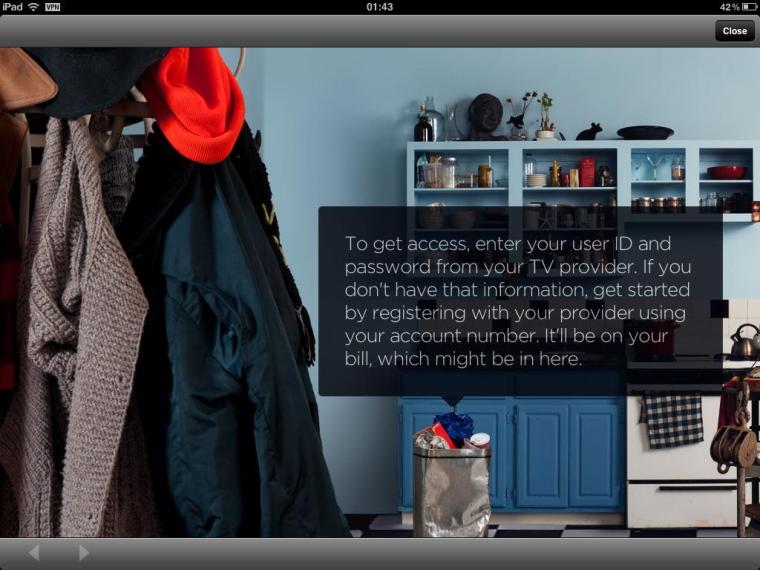 iPad VPN 01:43 42%
Close
To get access, enter your user ID and
password from your TV provider. If you
don't have that information, get started
by registering with your provider using
your account number. It'll be on your
bill, which might be in here.